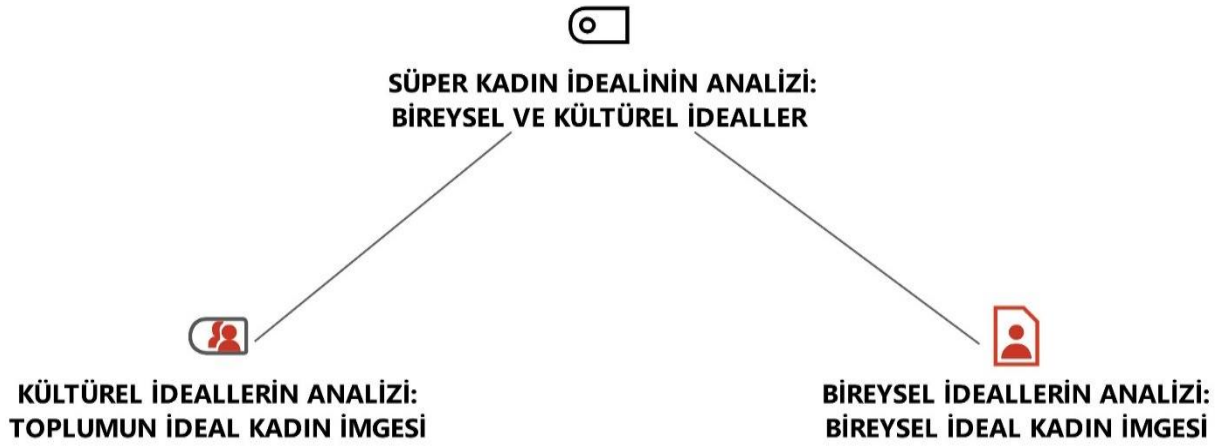 SÜPER KADIN İDEALİNİN ANALİZİ:
BİREYSEL VE KÜLTÜREL İDEALLER
KÜLTÜREL İDEALLERİN ANALİZİ:
TOPLUMUN İDEAL KADIN İMGESİ
BİREYSEL İDEALLERİN ANALİZİ:
BİREYSEL İDEAL KADIN İMGESİ